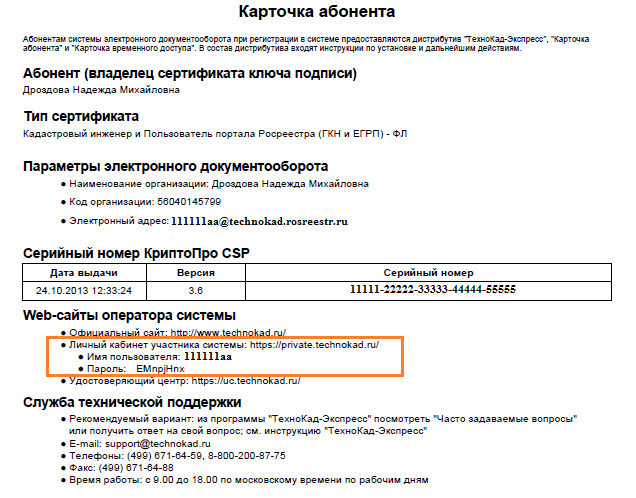 Карточка абонента
Абонентам системы электронного документооборота при регистрации в системе предоставляются дистрибутив "ТехноКад-Экспресс", "Карточка
абонента" и "Карточка временного доступа". В состав дистрибутива входят инструкции по установке и дальнейшим действиям.
Абонент (владелец сертификата ключа подписи)
Дроздова Надежда Михайловна
Тип сертификата
Кадастровый инженер и Пользователь портала Росреестра (ГКН и ЕГРП) - ФЛ
Параметры электронного документооборота
● Наименование организации: Дроздова Надежда Михайловна
● Код организации: 56040145799
● Электронный адрес: 111111aa@technokad.rosreestr.ru
Серийный номер КриптоПро CSP
Дата выдачи Версия Серийный номер
24.10.2013 12:33:24 3.6 11111-22222-33333-44444-55555
Web-сайты оператора системы
● Официальный сайт: http://www.technokad.ru/
● Личный кабинет участника системы: https://private.technokad.ru/
● Имя пользователя: 111111aa
● Пароль: EMnpjHnx
● Удостоверяющий центр: https://uc.technokad.ru/
Служба технической поддержки
● Рекомендуемый вариант: из программы "ТехноКад-Экспресс" посмотреть "Часто задаваемые вопросы"
или получить ответ на свой вопрос; см. инструкцию "ТехноКад-Экспресс"
● E-mail: support@technokad.ru
● Телефоны: (499) 671-64-59, 8-800-200-87-75
● Факс: (499) 671-64-88
● Время работы: с 9.00 до 18.00 по московскому времени по рабочим дням